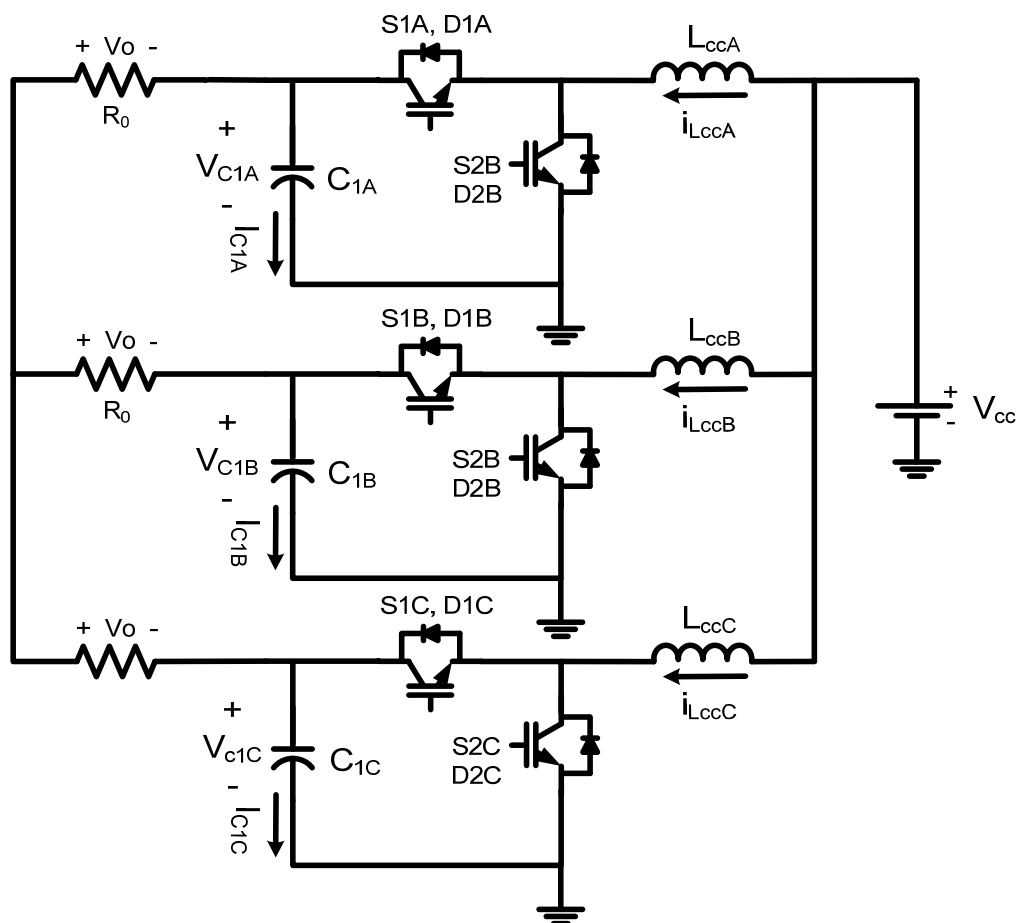 S1A, D1A
LccA
+ Vo -
R0
iLccA
+
VC1A
-
C1A
S2B
D2B
IC1A
S1B, D1B
LccB
+ Vo -
R0
iLccB
+
VC1B
-
C1B
S2B
D2B
+
-
Vcc
IC1B
S1C, D1C
LccC
+ Vo -
iLccC
+
Vc1C
-
C1C
S2C
D2C
IC1C